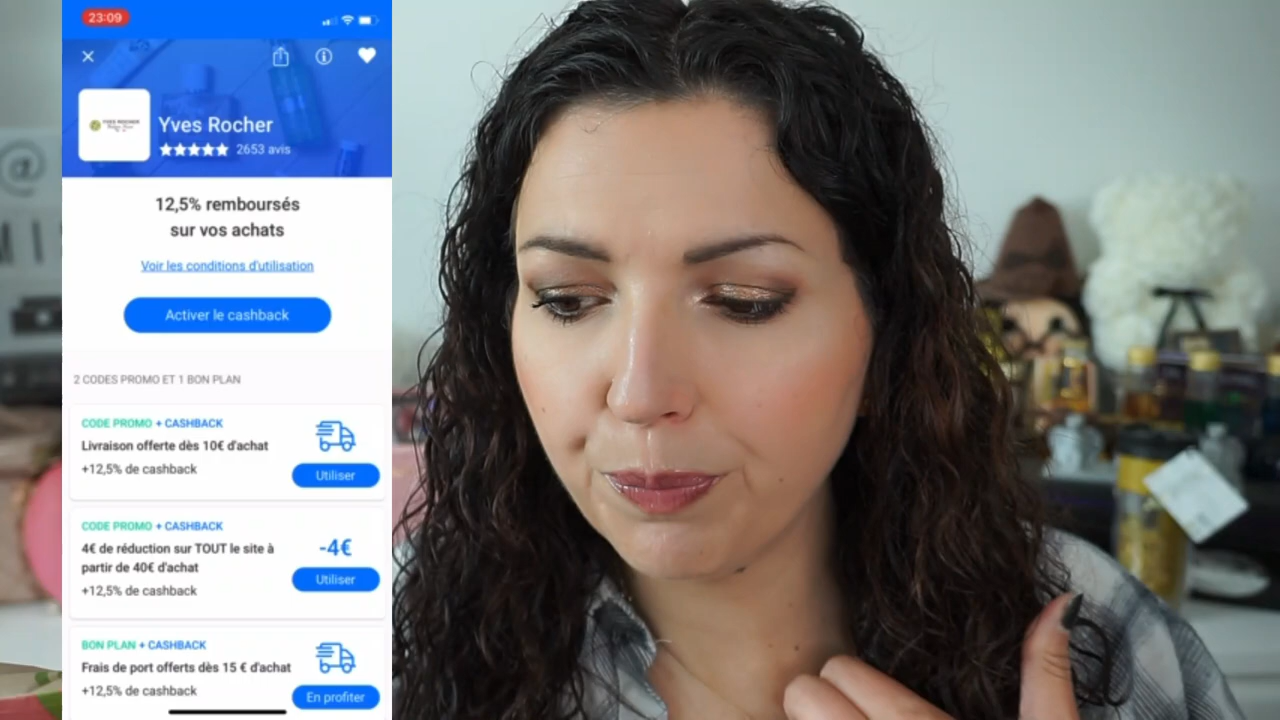 23:09
YVES ROCHER
Yves Rocher
2653 avis
12,5% remboursés
sur vos achats
Voir les conditions d'utilisation
Activer le cashback
2 CODES PROMO ET 1 BON PLAN
CODE PROMO + CASHBACK
Livraison offerte dès 10€ d'achat
+12,5% de cashback
Utiliser
CODE PROMO + CASHBACK
4€ de réduction sur TOUT le site à
partir de 40€ d'achat
-4€
+12,5% de cashback
Utiliser
BON PLAN + CASHBACK
Frais de port offerts dès 15 € d'achat
+12,5% de cashback
En profiter
@